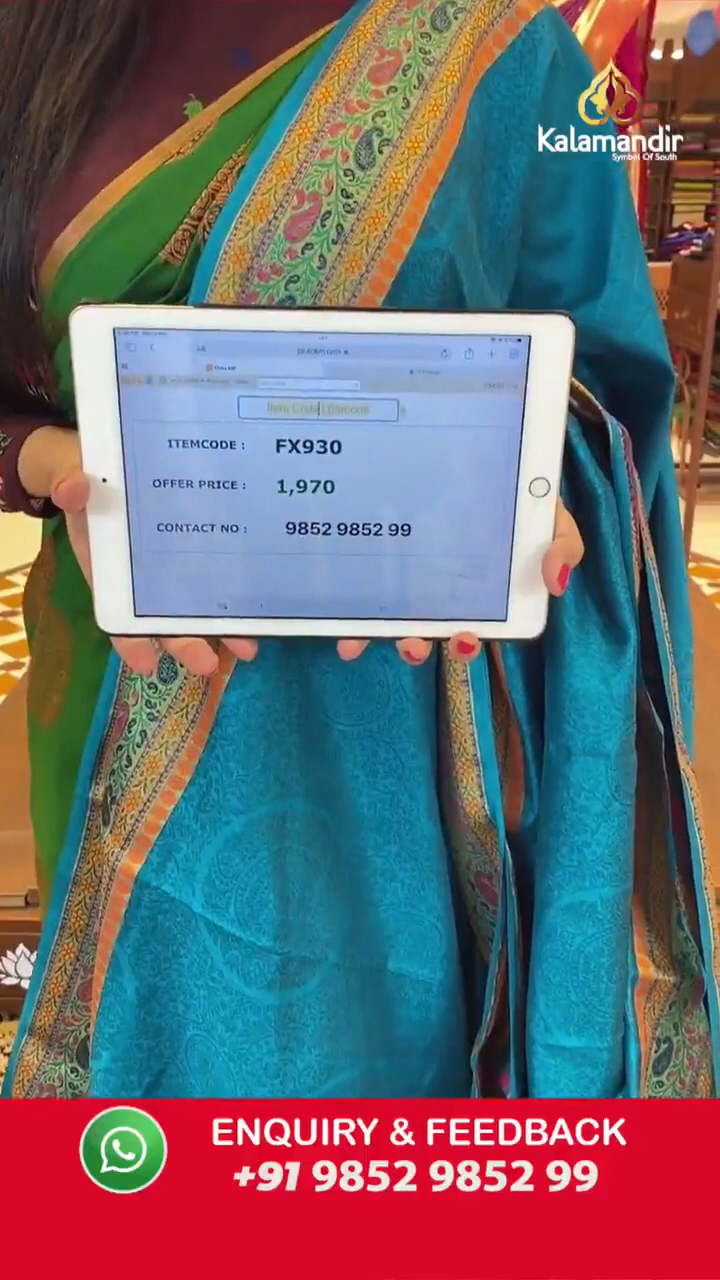 Kalamandir
Symbol Of South
ITEMCODE : FX930
OFFER PRICE : 1,970
CONTACT NO : 9852 9852 99
ENQUIRY & FEEDBACK
+91 9852 9852 99